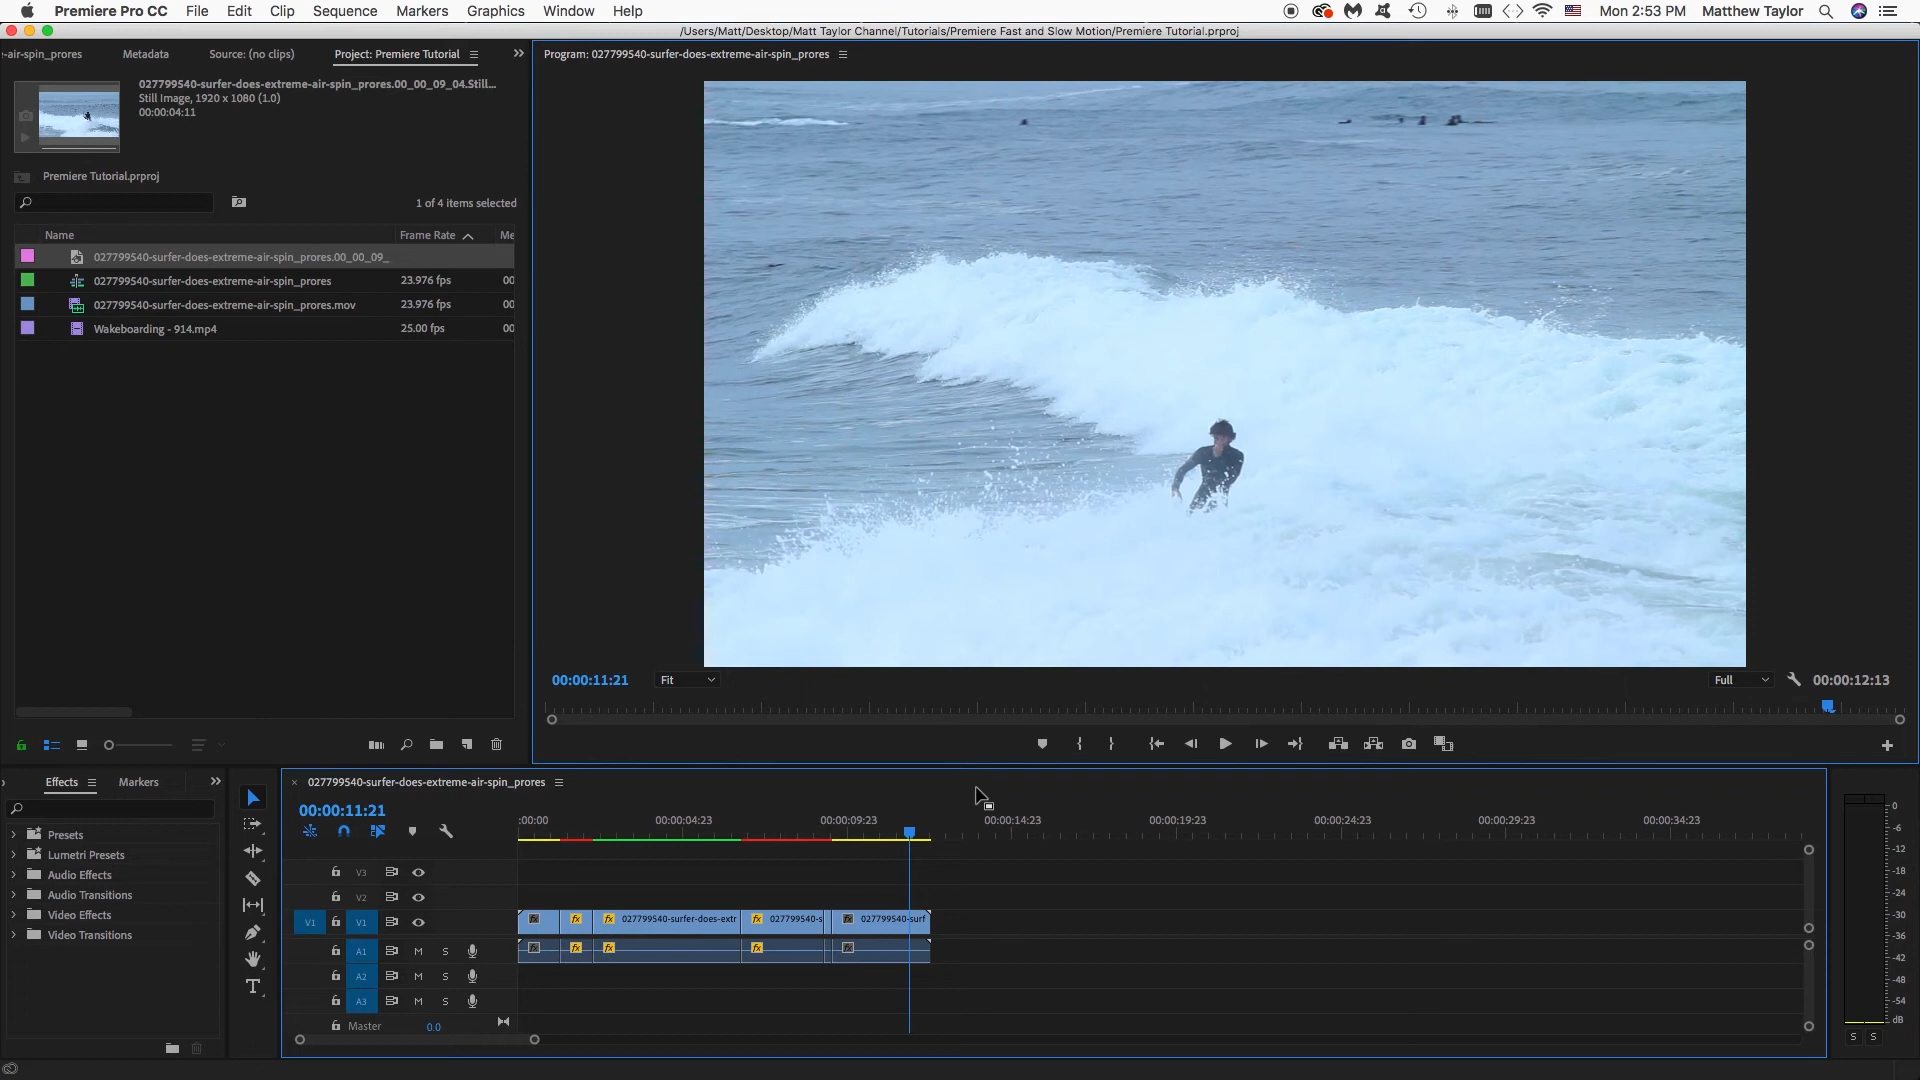 Premiere Pro CC File Edit Clip Sequence Markers Graphics Window Help Mon 2:53 PM Matthew Taylor
/Users/Matt/Desktop/Matt Taylor Channel/Tutorials/Premiere Fast and Slow Motion/Premiere Tutorial.prproj
-air-spin_prores Metadata Source: (no clips) Project: Premiere Tutorial
Program: 027799540-surfer-does-extreme-air-spin_prores
027799540-surfer-does-extreme-air-spin_prores.00_00_09_04.Still...
Still Image, 1920 x 1080 (1.0)
00:00:04:11
Premiere Tutorial.prproj
1 of 4 items selected
Name Frame Rate Me
027799540-surfer-does-extreme-air-spin_prores.00_00_09_
027799540-surfer-does-extreme-air-spin_prores 23.976 fps 00
027799540-surfer-does-extreme-air-spin_prores.mov 23.976 fps 00
Wakeboarding - 914.mp4 25.00 fps 00
00:00:11:21 Fit Full 00:00:12:13
Effects Markers
Presets
Lumetri Presets
Audio Effects
Audio Transitions
Video Effects
Video Transitions
027799540-surfer-does-extreme-air-spin_prores
00:00:11:21
:00:00 00:00:04:23 00:00:09:23 00:00:14:23 00:00:19:23 00:00:24:23 00:00:29:23 00:00:34:23
V3
V2
V1 V1 fx fx fx 027799540-surfer-does-extr fx 027799540-s fx 027799540-surf
A1 M S fx fx fx fx fx
A2 M S
A3 M S
Master 0.0
0
-6
-12
-18
-24
-30
-36
-42
-48
-54
dB
S S